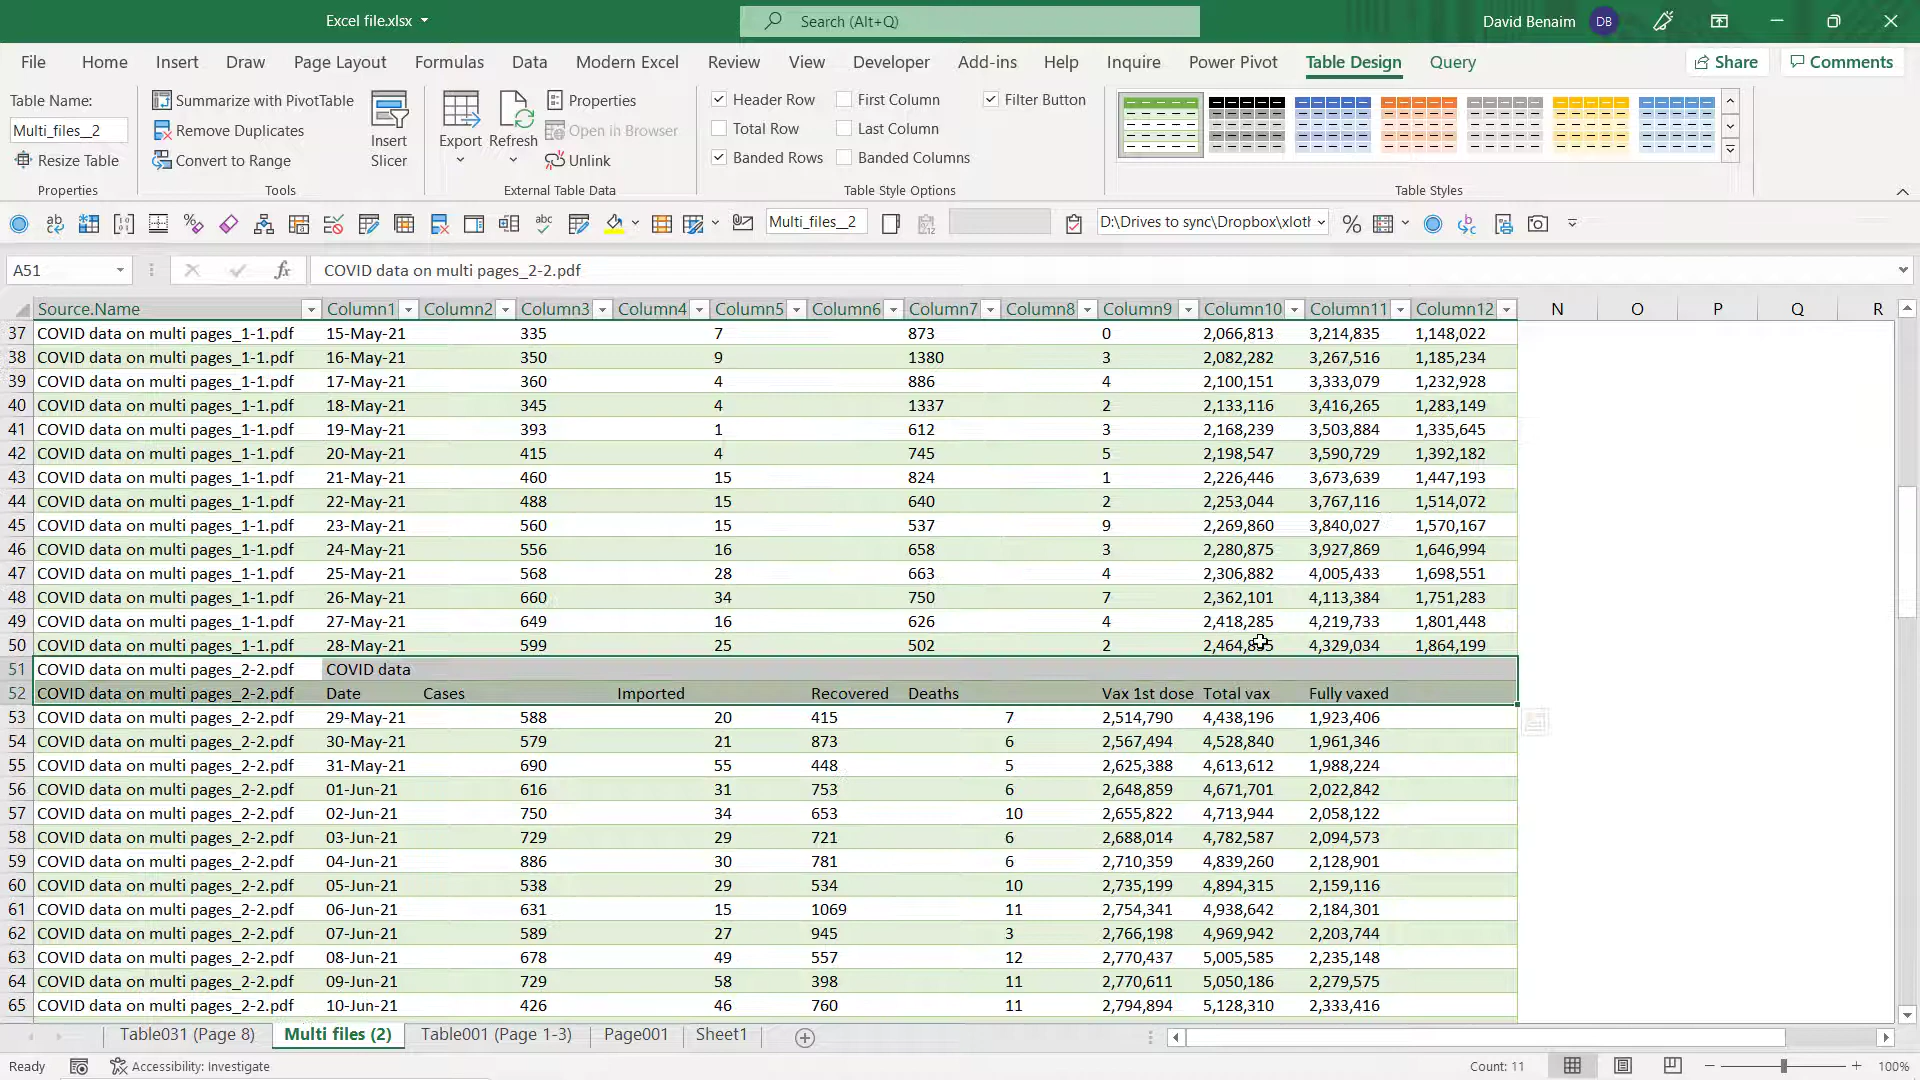 Excel file.xlsx
Search (Alt+Q)
David Benaim
DB
File Home Insert Draw Page Layout Formulas Data Modern Excel Review View Developer Add-ins Help Inquire Power Pivot Table Design Query Share Comments
Table Name:
Multi_files__2
Resize Table
Properties
Summarize with PivotTable
Remove Duplicates
Convert to Range
Insert Slicer
Tools
Export
Refresh
Properties
Open in Browser
Unlink
External Table Data
Header Row First Column Filter Button
Total Row Last Column
Banded Rows Banded Columns
Table Style Options
Table Styles
Multi_files__2
D:\Drives to sync\Dropbox\xloth
A51 fx COVID data on multi pages_2-2.pdf
Source.Name Column1 Column2 Column3 Column4 Column5 Column6 Column7 Column8 Column9 Column10 Column11 Column12 N O P Q R
37 COVID data on multi pages_1-1.pdf 15-May-21 335 7 873 0 2,066,813 3,214,835 1,148,022
38 COVID data on multi pages_1-1.pdf 16-May-21 350 9 1380 3 2,082,282 3,267,516 1,185,234
39 COVID data on multi pages_1-1.pdf 17-May-21 360 4 886 4 2,100,151 3,333,079 1,232,928
40 COVID data on multi pages_1-1.pdf 18-May-21 345 4 1337 2 2,133,116 3,416,265 1,283,149
41 COVID data on multi pages_1-1.pdf 19-May-21 393 1 612 3 2,168,239 3,503,884 1,335,645
42 COVID data on multi pages_1-1.pdf 20-May-21 415 4 745 5 2,198,547 3,590,729 1,392,182
43 COVID data on multi pages_1-1.pdf 21-May-21 460 15 824 1 2,226,446 3,673,639 1,447,193
44 COVID data on multi pages_1-1.pdf 22-May-21 488 15 640 2 2,253,044 3,767,116 1,514,072
45 COVID data on multi pages_1-1.pdf 23-May-21 560 15 537 9 2,269,860 3,840,027 1,570,167
46 COVID data on multi pages_1-1.pdf 24-May-21 556 16 658 3 2,280,875 3,927,869 1,646,994
47 COVID data on multi pages_1-1.pdf 25-May-21 568 28 663 4 2,306,882 4,005,433 1,698,551
48 COVID data on multi pages_1-1.pdf 26-May-21 660 34 750 7 2,362,101 4,113,384 1,751,283
49 COVID data on multi pages_1-1.pdf 27-May-21 649 16 626 4 2,418,285 4,219,733 1,801,448
50 COVID data on multi pages_1-1.pdf 28-May-21 599 25 502 2 4,329,034 1,864,199
51 COVID data on multi pages_2-2.pdf COVID data
52 COVID data on multi pages_2-2.pdf Date Cases Imported Recovered Deaths Vax 1st dose Total vax Fully vaxed
53 COVID data on multi pages_2-2.pdf 29-May-21 588 20 415 7 2,514,790 4,438,196 1,923,406
54 COVID data on multi pages_2-2.pdf 30-May-21 579 21 873 6 2,567,494 4,528,840 1,961,346
55 COVID data on multi pages_2-2.pdf 31-May-21 690 55 448 5 2,625,388 4,613,612 1,988,224
56 COVID data on multi pages_2-2.pdf 01-Jun-21 616 31 753 6 2,648,859 4,671,701 2,022,842
57 COVID data on multi pages_2-2.pdf 02-Jun-21 750 34 653 10 2,655,822 4,713,944 2,058,122
58 COVID data on multi pages_2-2.pdf 03-Jun-21 729 29 721 6 2,688,014 4,782,587 2,094,573
59 COVID data on multi pages_2-2.pdf 04-Jun-21 886 30 781 6 2,710,359 4,839,260 2,128,901
60 COVID data on multi pages_2-2.pdf 05-Jun-21 538 29 534 10 2,735,199 4,894,315 2,159,116
61 COVID data on multi pages_2-2.pdf 06-Jun-21 631 15 1069 11 2,754,341 4,938,642 2,184,301
62 COVID data on multi pages_2-2.pdf 07-Jun-21 589 27 945 3 2,766,198 4,969,942 2,203,744
63 COVID data on multi pages_2-2.pdf 08-Jun-21 678 49 557 12 2,770,437 5,005,585 2,235,148
64 COVID data on multi pages_2-2.pdf 09-Jun-21 729 58 398 11 2,770,611 5,050,186 2,279,575
65 COVID data on multi pages_2-2.pdf 10-Jun-21 426 46 760 11 2,794,894 5,128,310 2,333,416
Table031 (Page 8) Multi files (2) Table001 (Page 1-3) Page001 Sheet1
Ready Accessibility: Investigate Count: 11 100%